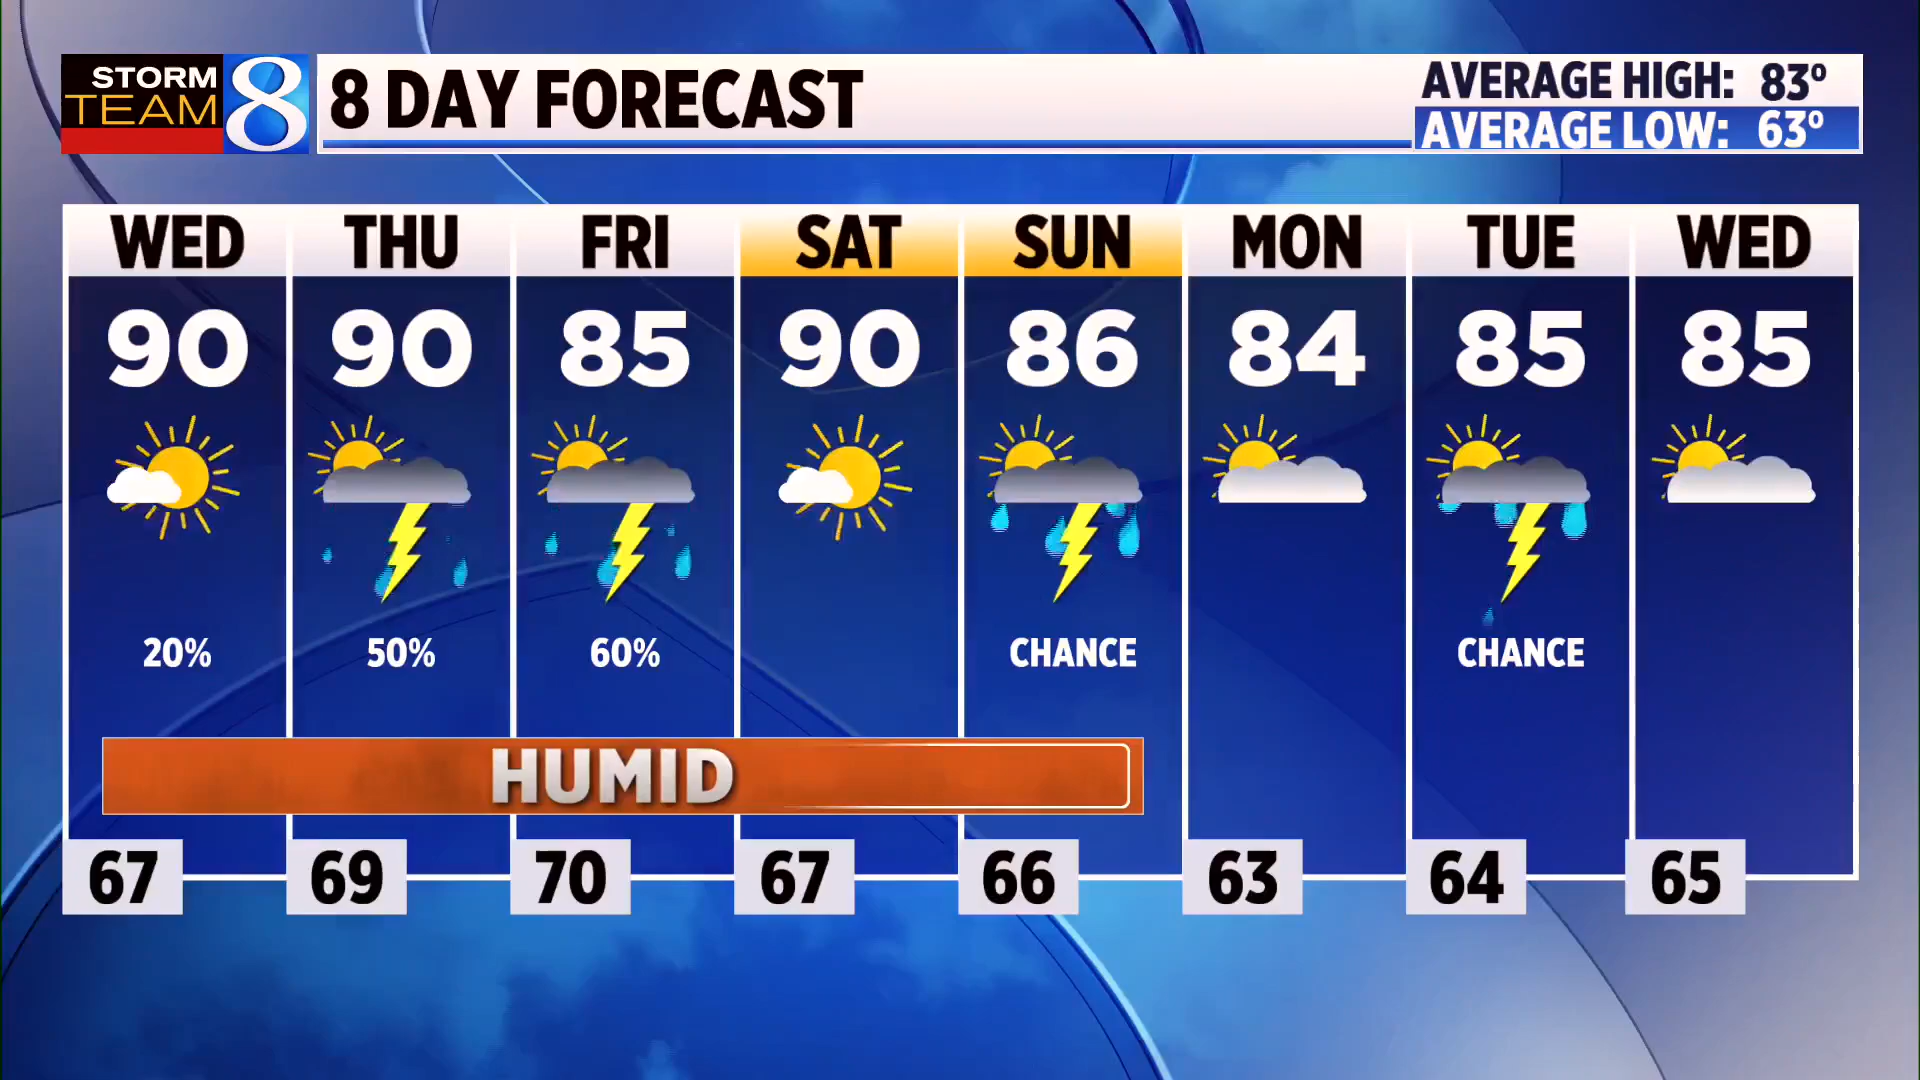 STORM
TEAM
8
8 DAY FORECAST
AVERAGE HIGH: 83°
AVERAGE LOW: 63°
WED THU FRI SAT SUN MON TUE WED
90 90 85 90 86 84 85 85
20% 50% 60% CHANCE CHANCE
HUMID
67 69 70 67 66 63 64 65